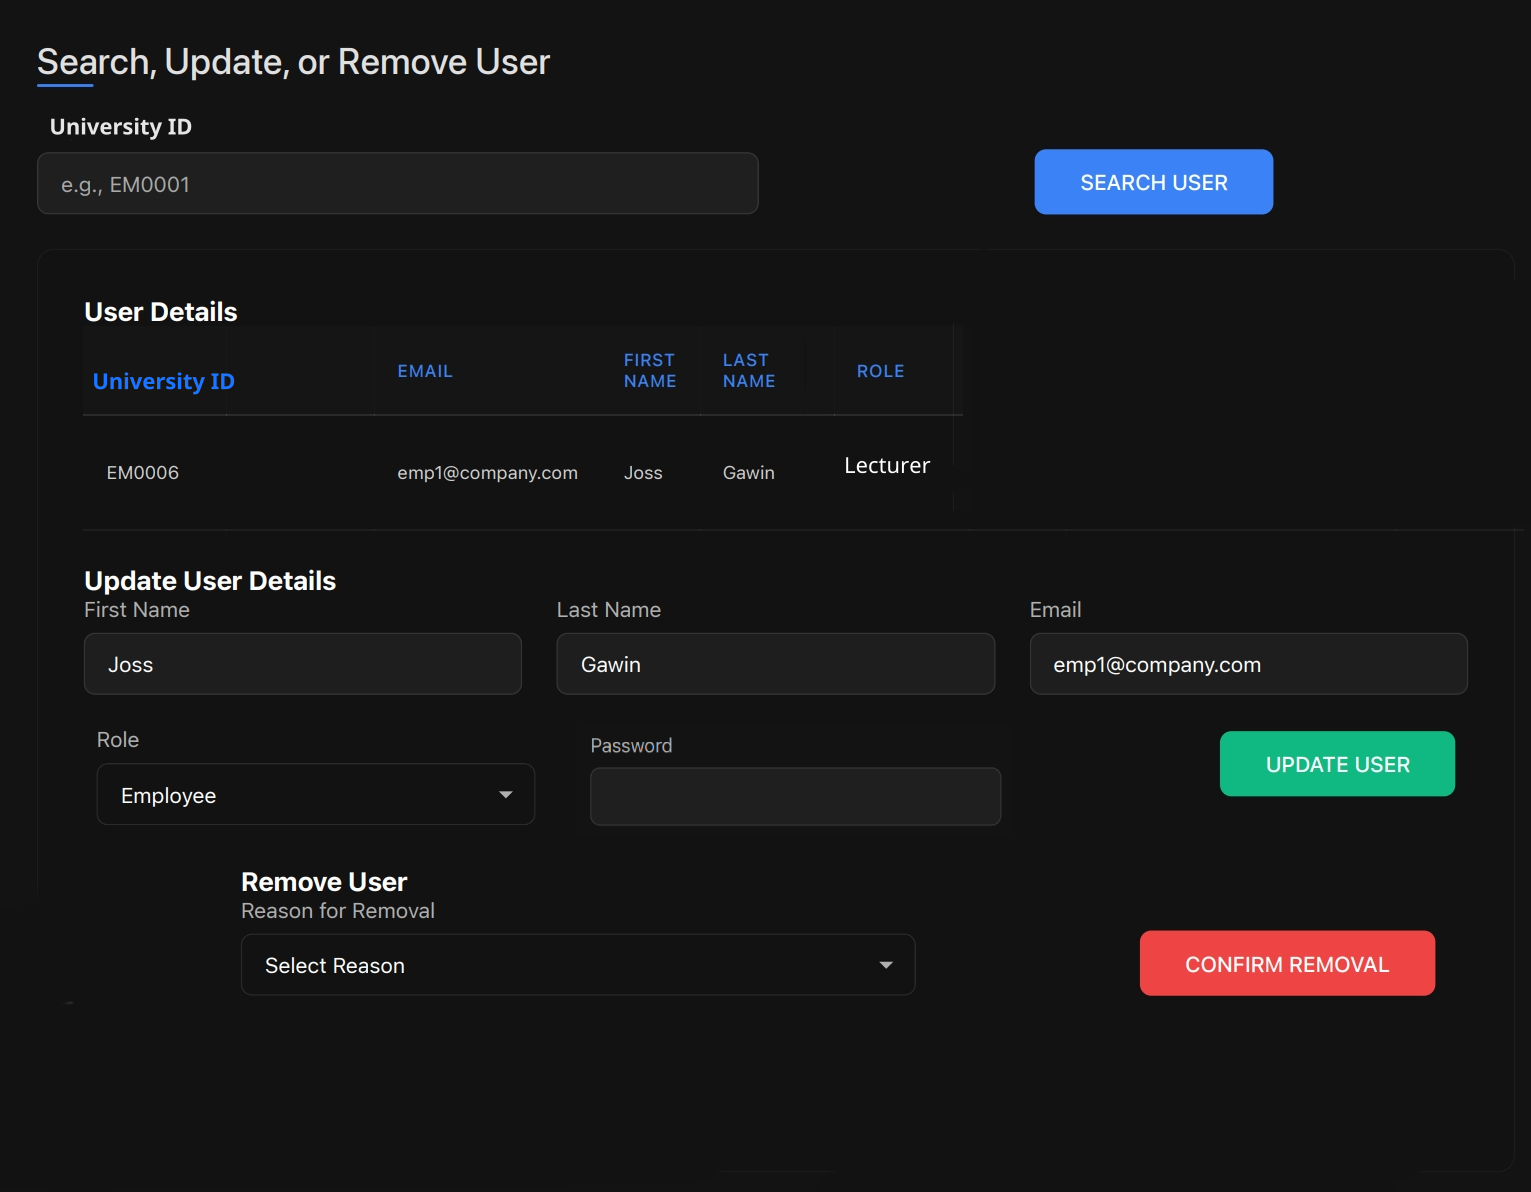 Search, Update, or Remove User
University ID
e.g., EM0001
SEARCH USER
User Details
University ID
EMAIL
FIRST
NAME
LAST
NAME
ROLE
EM0006
emp1@company.com
Joss
Gawin
Lecturer
Update User Details
First Name
Last Name
Email
Joss
Gawin
emp1@company.com
Role
Password
Employee
UPDATE USER
Remove User
Reason for Removal
Select Reason
CONFIRM REMOVAL